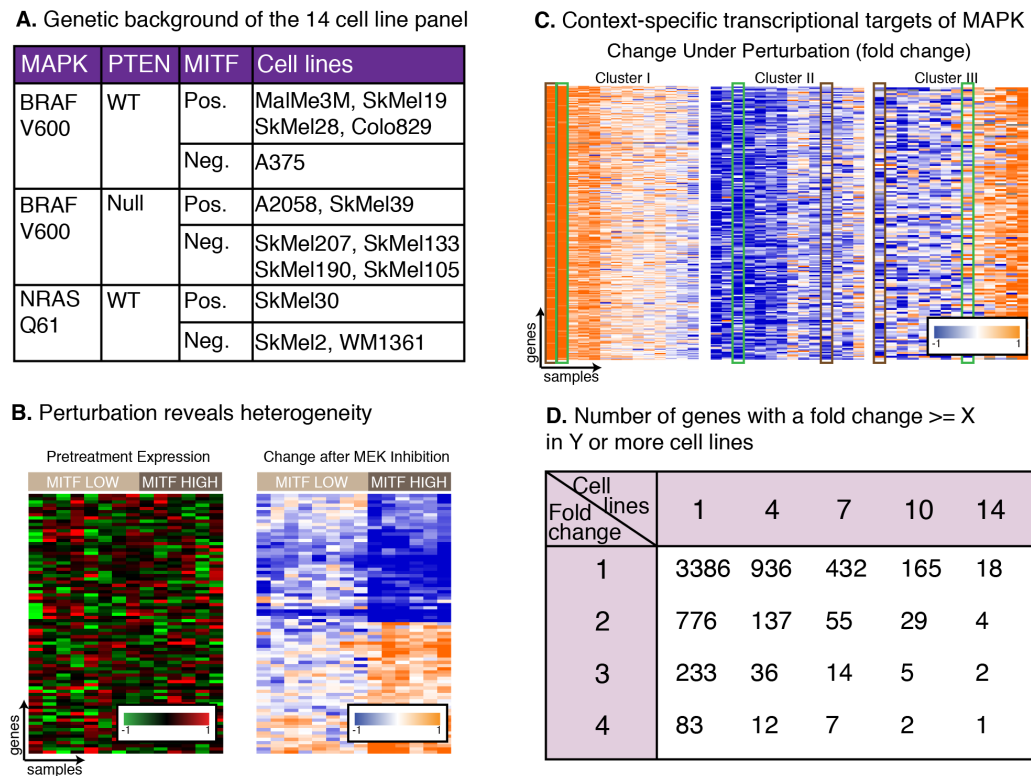 A. Genetic background of the 14 cell line panel
MAPK PTEN MITF Cell lines
BRAF V600 WT Pos. MalMe3M, SkMel19
SkMel28, Colo829
Neg. A375
BRAF V600 Null Pos. A2058, SkMel39
Neg. SkMel207, SkMel133
SkMel190, SkMel105
NRAS Q61 WT Pos. SkMel30
Neg. SkMel2, WM1361
B. Perturbation reveals heterogeneity
Pretreatment Expression
MITF LOW MITF HIGH
-1 1
genes
samples
Change after MEK Inhibition
MITF LOW MITF HIGH
-1 1
C. Context-specific transcriptional targets of MAPK
Change Under Perturbation (fold change)
Cluster I Cluster II Cluster III
-1 1
genes
samples
D. Number of genes with a fold change >= X
in Y or more cell lines
Cell lines
Fold change
1 4 7 10 14
1 3386 936 432 165 18
2 776 137 55 29 4
3 233 36 14 5 2
4 83 12 7 2 1